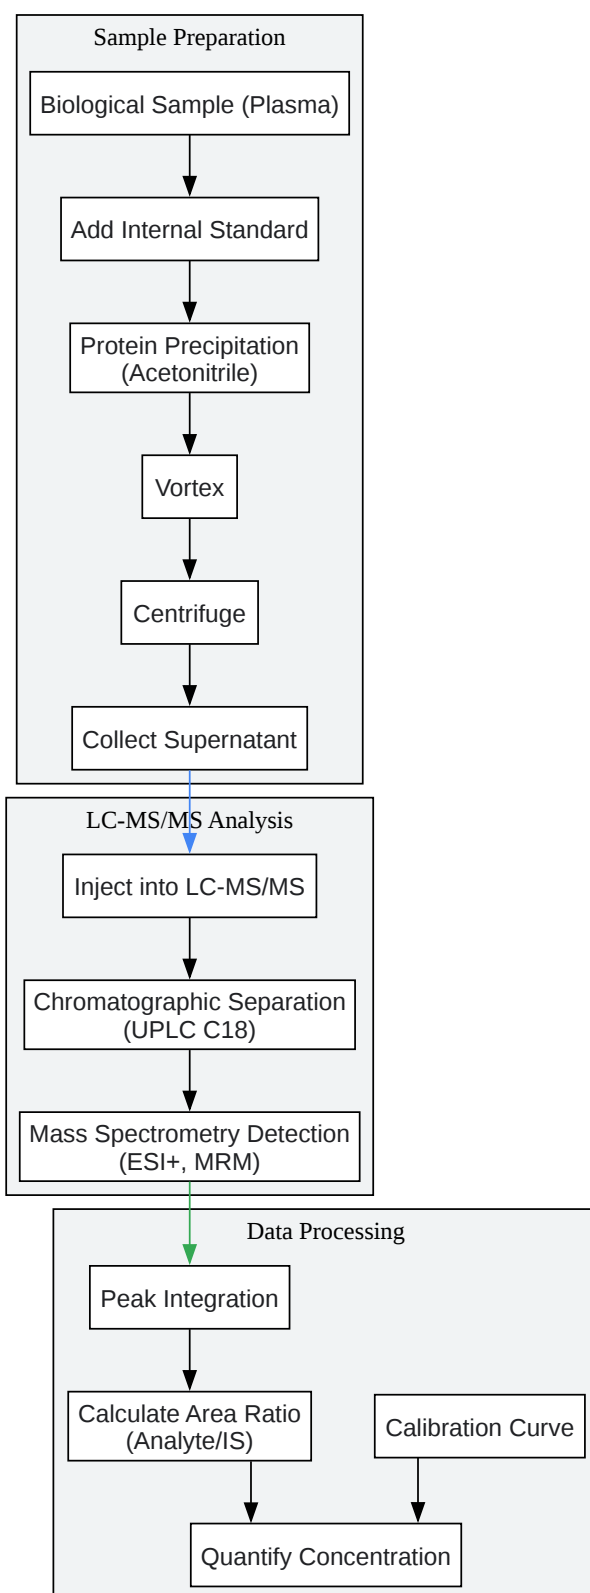 Sample Preparation
Biological Sample (Plasma)
Add Internal Standard
Protein Precipitation
(Acetonitrile)
Vortex
Centrifuge
Collect Supernatant
LC-MS/MS Analysis
Inject into LC-MS/MS
Chromatographic Separation
(UPLC C18)
Mass Spectrometry Detection
(ESI+, MRM)
Data Processing
Peak Integration
Calculate Area Ratio
(Analyte/IS)
Calibration Curve
Quantify Concentration